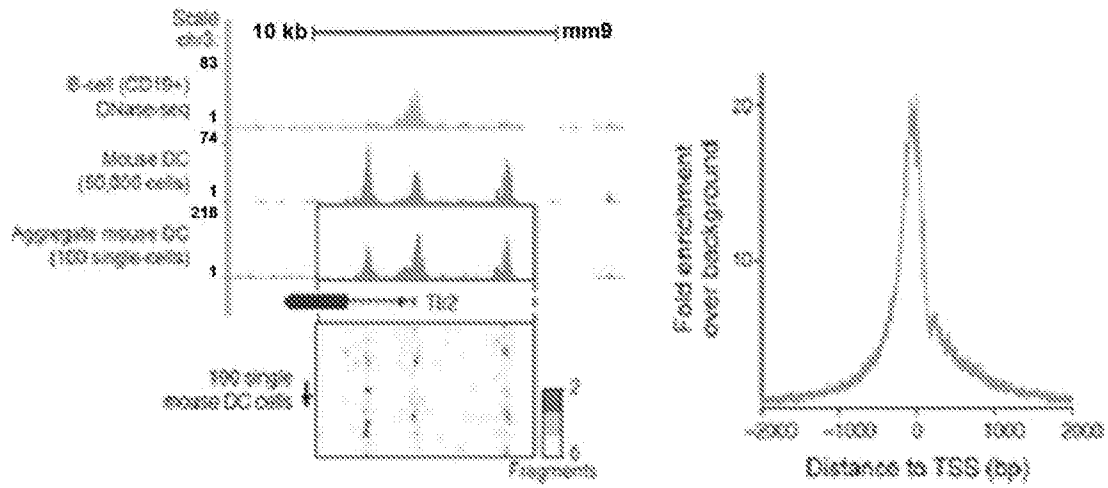 Scale
chr3:
10 kb
mm9
83
B-cell (CD19+)
DNase-seq
1
74
Mouse DC
(50,000 cells)
1
218
Aggregate mouse DC
(100 single-cells)
1
100 single
mouse DC cells
2
0
Fragments
20
10
Fold enrichment
over background
−2000
−1000
0
1000
2000
Distance to TSS (bp)